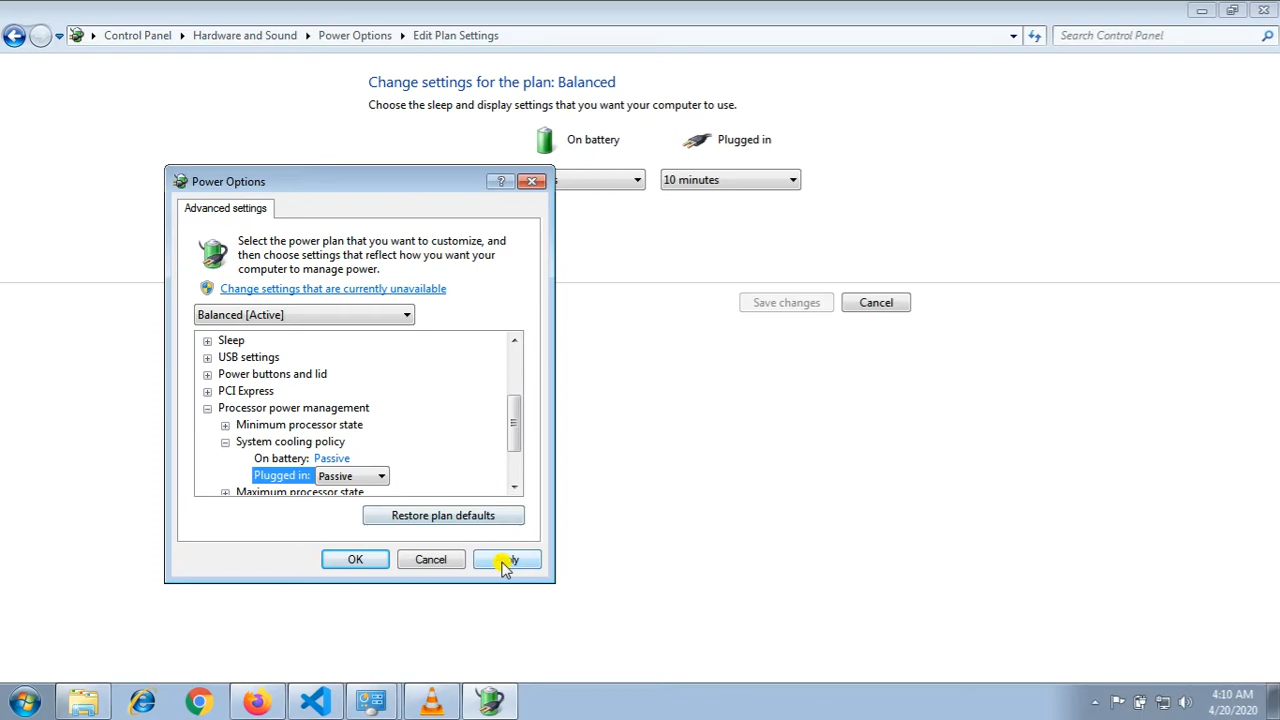 Control Panel
Hardware and Sound
Power Options
Edit Plan Settings
Search Control Panel
Change settings for the plan: Balanced
Choose the sleep and display settings that you want your computer to use.
On battery
Plugged in
10 minutes
Power Options
Advanced settings
Select the power plan that you want to customize, and
then choose settings that reflect how you want your
computer to manage power.
Change settings that are currently unavailable
Balanced [Active]
Save changes
Cancel
Sleep
USB settings
Power buttons and lid
PCI Express
Processor power management
Minimum processor state
System cooling policy
On battery: Passive
Plugged in: Passive
Maximum processor state
Restore plan defaults
OK
Cancel
4:10 AM
4/20/2020